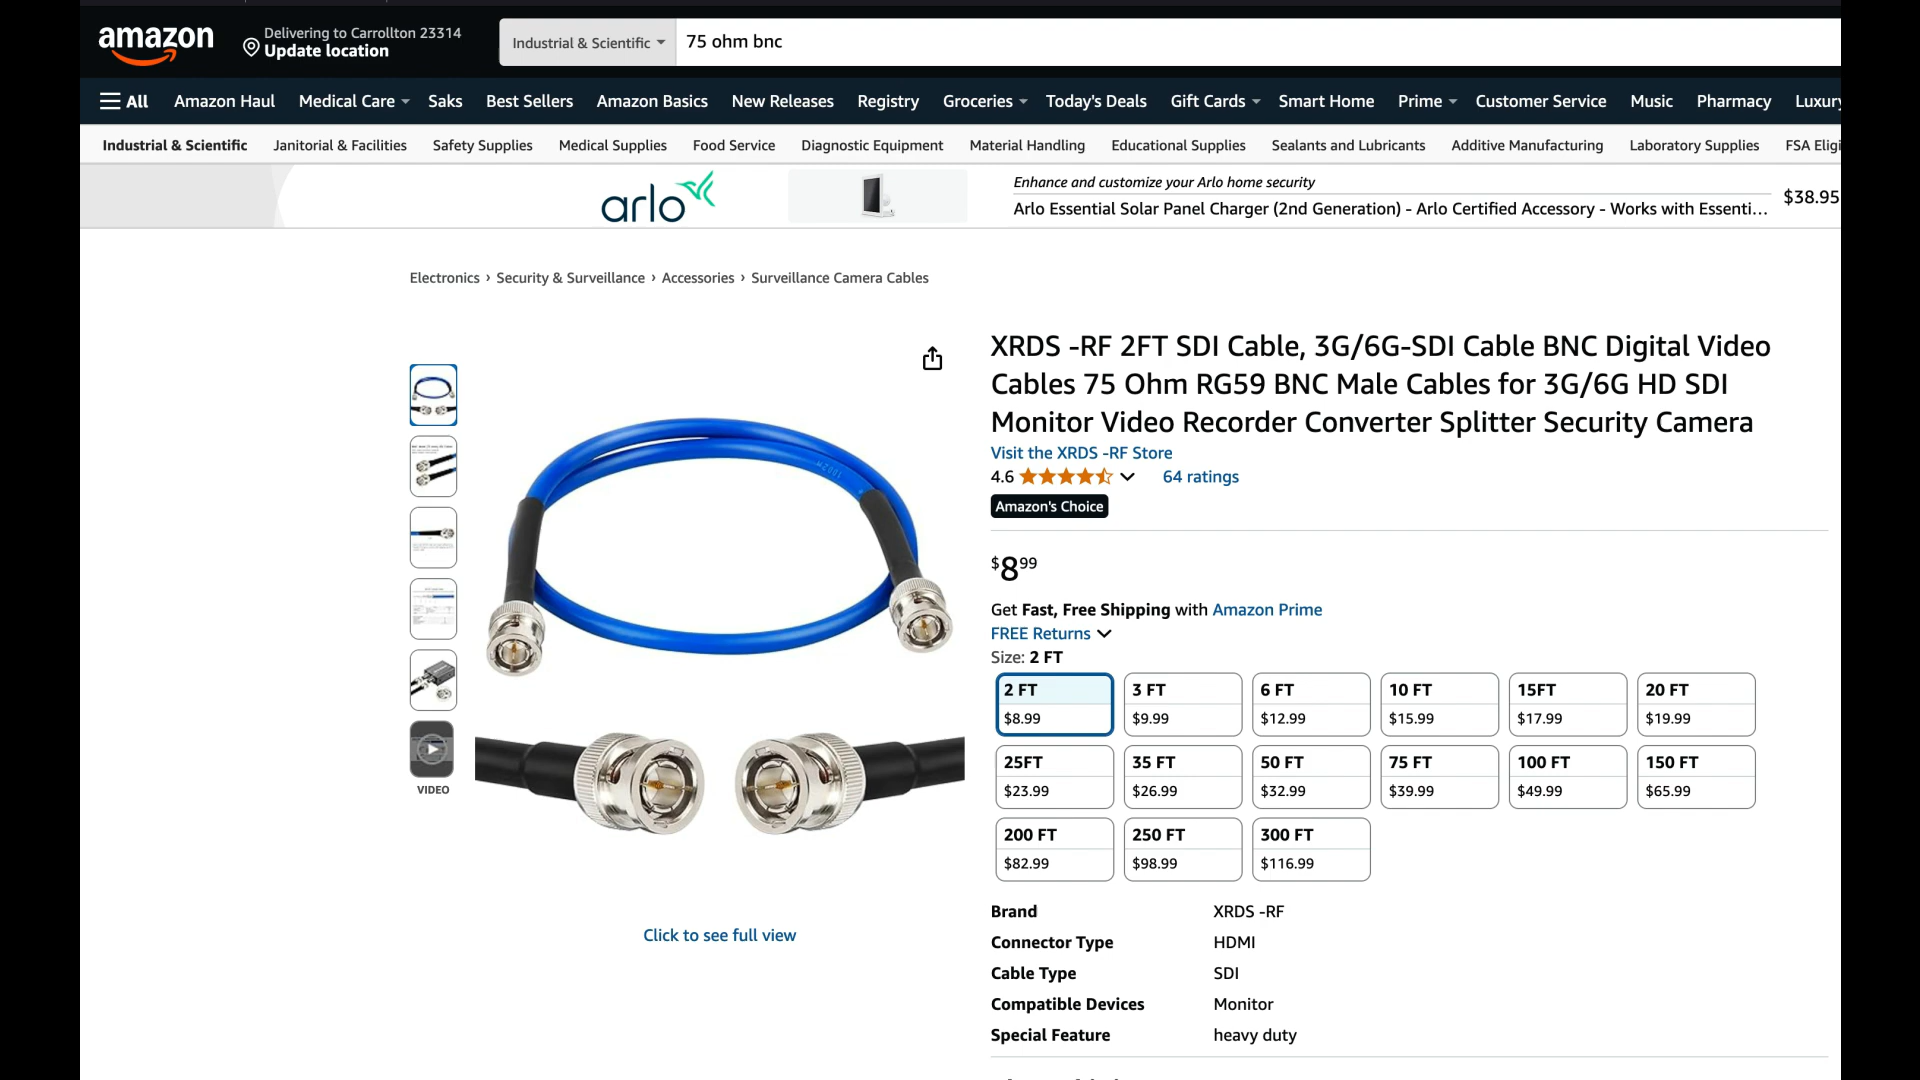 amazon
Delivering to Carrollton 23314
Update location
Industrial & Scientific
75 ohm bnc
All
Amazon Haul
Medical Care
Saks
Best Sellers
Amazon Basics
New Releases
Registry
Groceries
Today's Deals
Gift Cards
Smart Home
Prime
Customer Service
Music
Pharmacy
Luxury
Industrial & Scientific
Janitorial & Facilities
Safety Supplies
Medical Supplies
Food Service
Diagnostic Equipment
Material Handling
Educational Supplies
Sealants and Lubricants
Additive Manufacturing
Laboratory Supplies
FSA Eligi
arlo
Enhance and customize your Arlo home security
Arlo Essential Solar Panel Charger (2nd Generation) - Arlo Certified Accessory - Works with Essenti...
$38.95
Electronics › Security & Surveillance › Accessories › Surveillance Camera Cables
XRDS -RF 2FT SDI Cable, 3G/6G-SDI Cable BNC Digital Video
Cables 75 Ohm RG59 BNC Male Cables for 3G/6G HD SDI
Monitor Video Recorder Converter Splitter Security Camera
Visit the XRDS -RF Store
4.6
64 ratings
Amazon's Choice
$8.99
Get Fast, Free Shipping with Amazon Prime
FREE Returns
Size: 2 FT
2 FT
$8.99
3 FT
$9.99
6 FT
$12.99
10 FT
$15.99
15FT
$17.99
20 FT
$19.99
25FT
$23.99
35 FT
$26.99
50 FT
$32.99
75 FT
$39.99
100 FT
$49.99
150 FT
$65.99
200 FT
$82.99
250 FT
$98.99
300 FT
$116.99
VIDEO
Click to see full view
Brand XRDS -RF
Connector Type HDMI
Cable Type SDI
Compatible Devices Monitor
Special Feature heavy duty